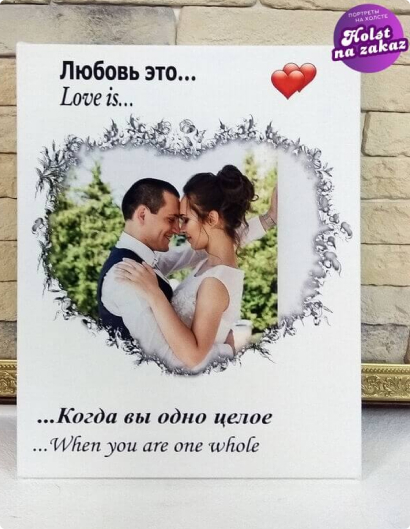 ПОРТРЕТЫ
НА ХОЛСТЕ
Holst
na zakaz
Любовь это...
Love is...
...Когда вы одно целое
...When you are one whole